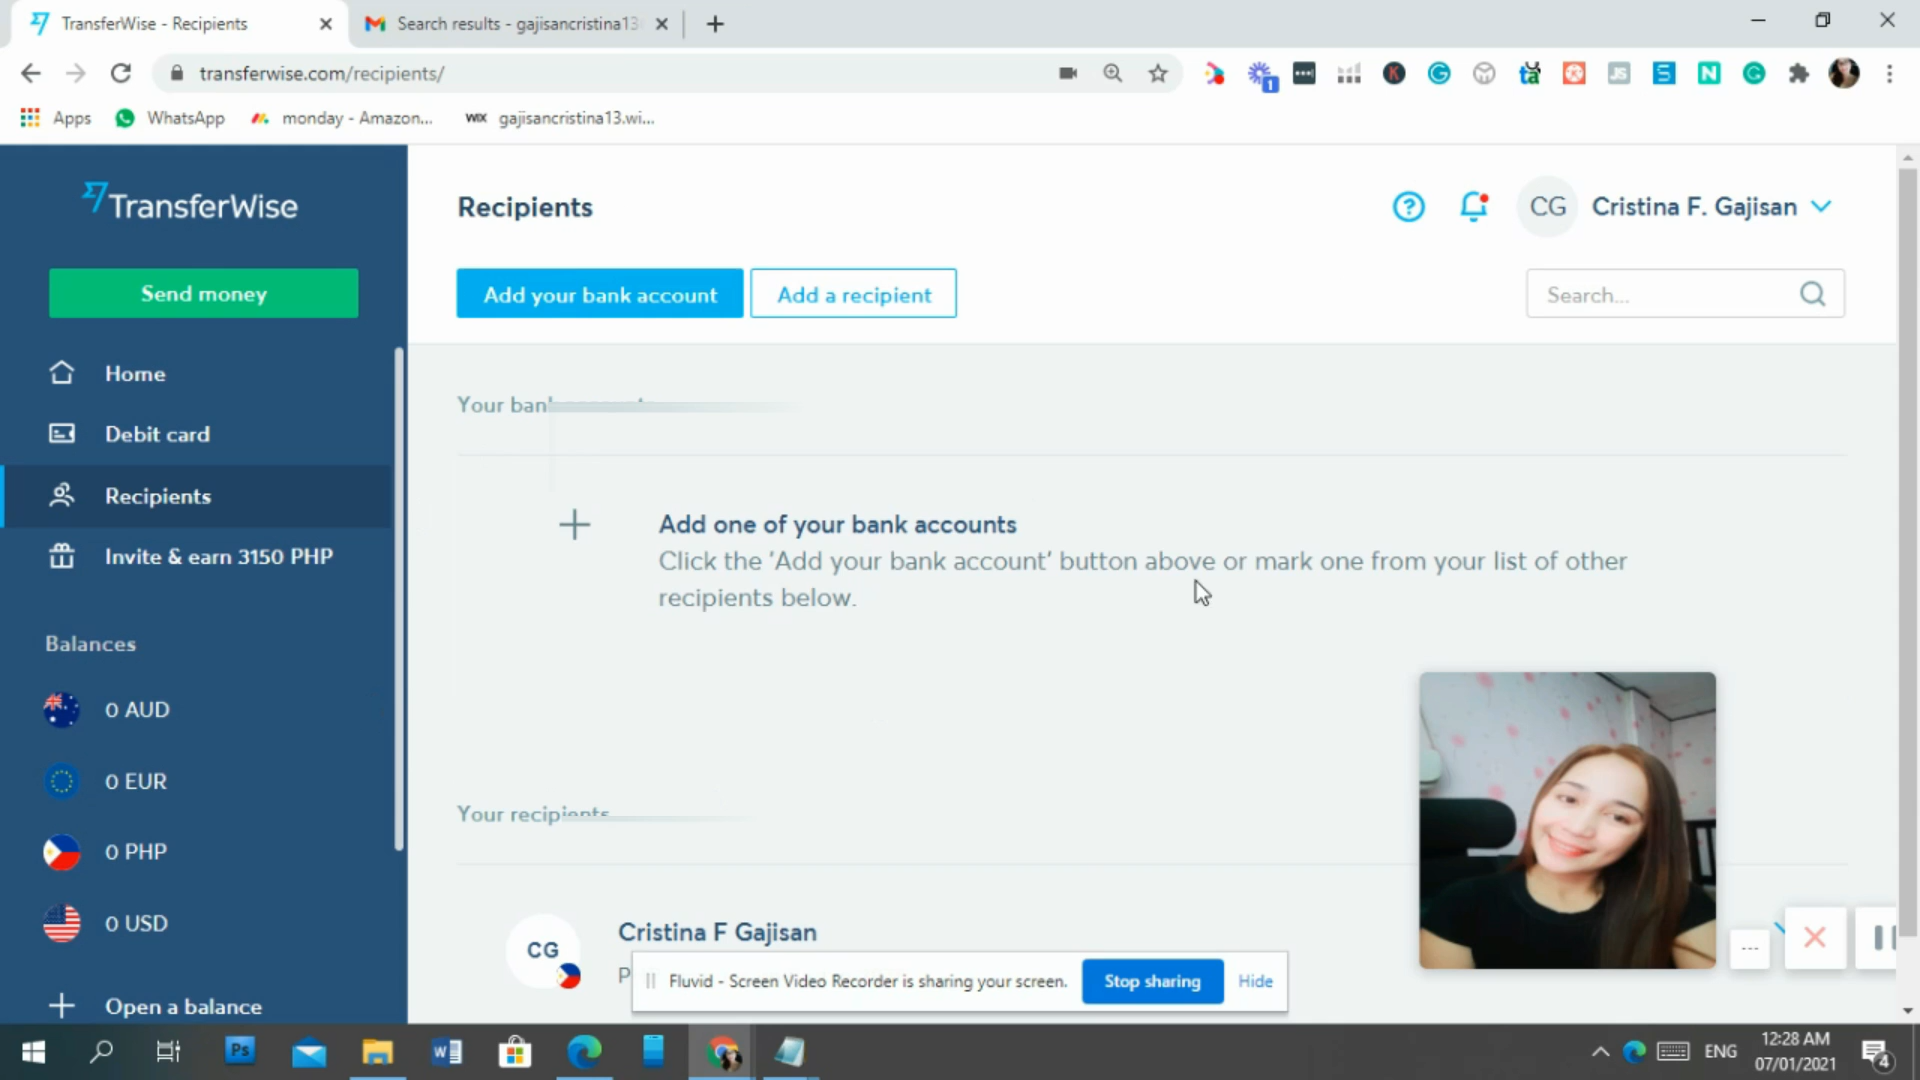 TransferWise - Recipients
Search results - gajisancristina13
transferwise.com/recipients/
1
Apps
WhatsApp
monday - Amazon...
WIX gajisancristina13.wi...
TransferWise
Recipients
CG
Cristina F. Gajisan
Send money
Add your bank account
Add a recipient
Search...
Home
Debit card
Recipients
Invite & earn 3150 PHP
Your bank accounts
Add one of your bank accounts
Click the 'Add your bank account' button above or mark one from your list of other
recipients below.
Balances
0 AUD
0 EUR
0 PHP
0 USD
Open a balance
Your recipients
CG
Cristina F Gajisan
Fluvid - Screen Video Recorder is sharing your screen.
Stop sharing
Hide
Ps
ENG
12:28 AM
07/01/2021
4